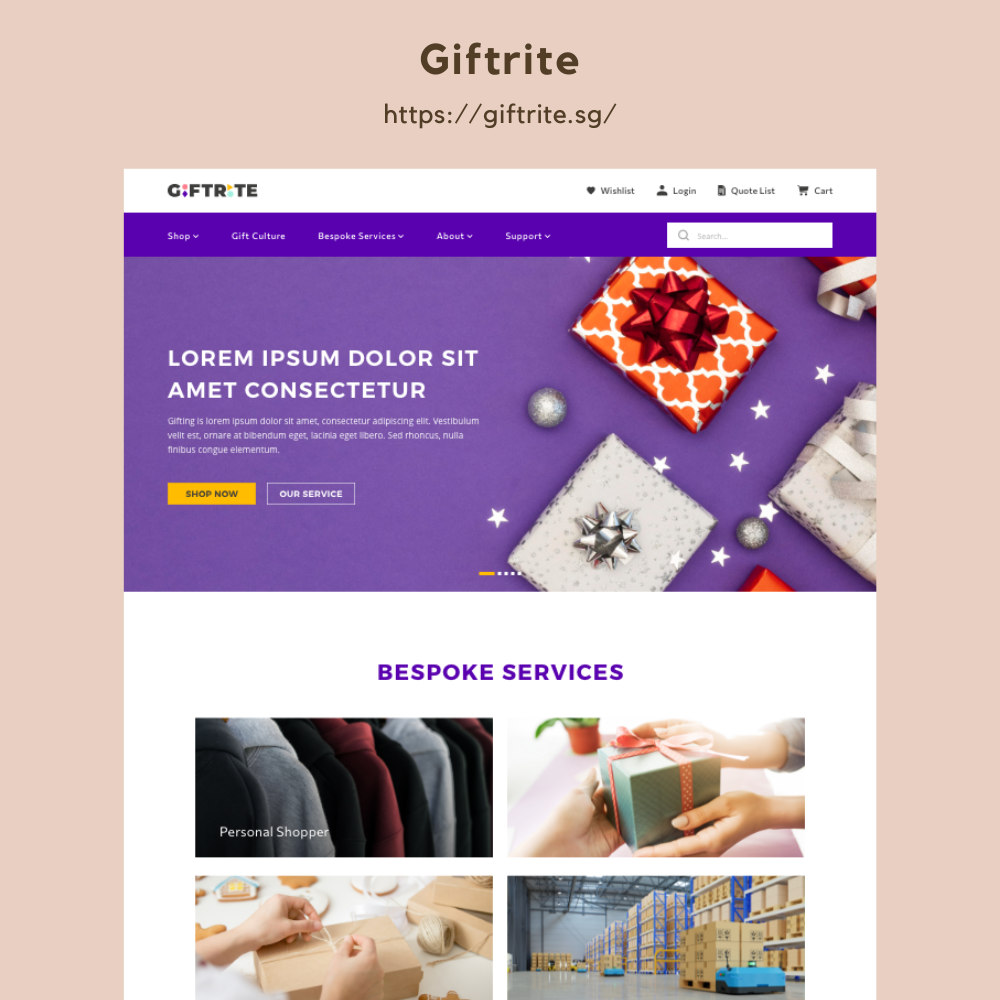 Giftrite
https://giftrite.sg/
GIFTRITE
Wishlist
Login
Quote List
Cart
Shop
Gift Culture
Bespoke Services
About
Support
Search...
LOREM IPSUM DOLOR SIT
AMET CONSECTETUR
Gifting is lorem ipsum dolor sit amet, consectetur adipiscing elit. Vestibulum
velit est, ornare at bibendum eget, lacinia eget libero. Sed rhoncus, nulla
finibus congue elementum.
SHOP NOW
OUR SERVICE
BESPOKE SERVICES
Personal Shopper